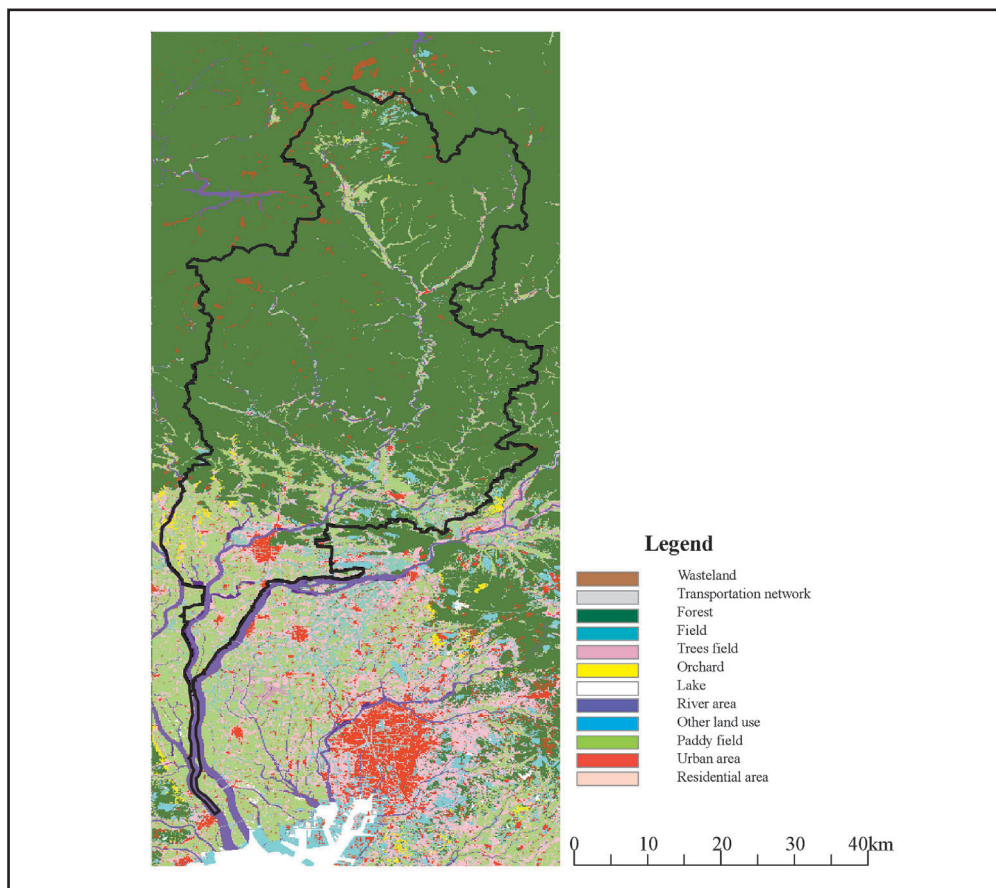 Legend
Wasteland
Transportation network
Forest
Field
Trees field
Orchard
Lake
River area
Other land use
Paddy field
Urban area
Residential area
0 10 20 30 40km